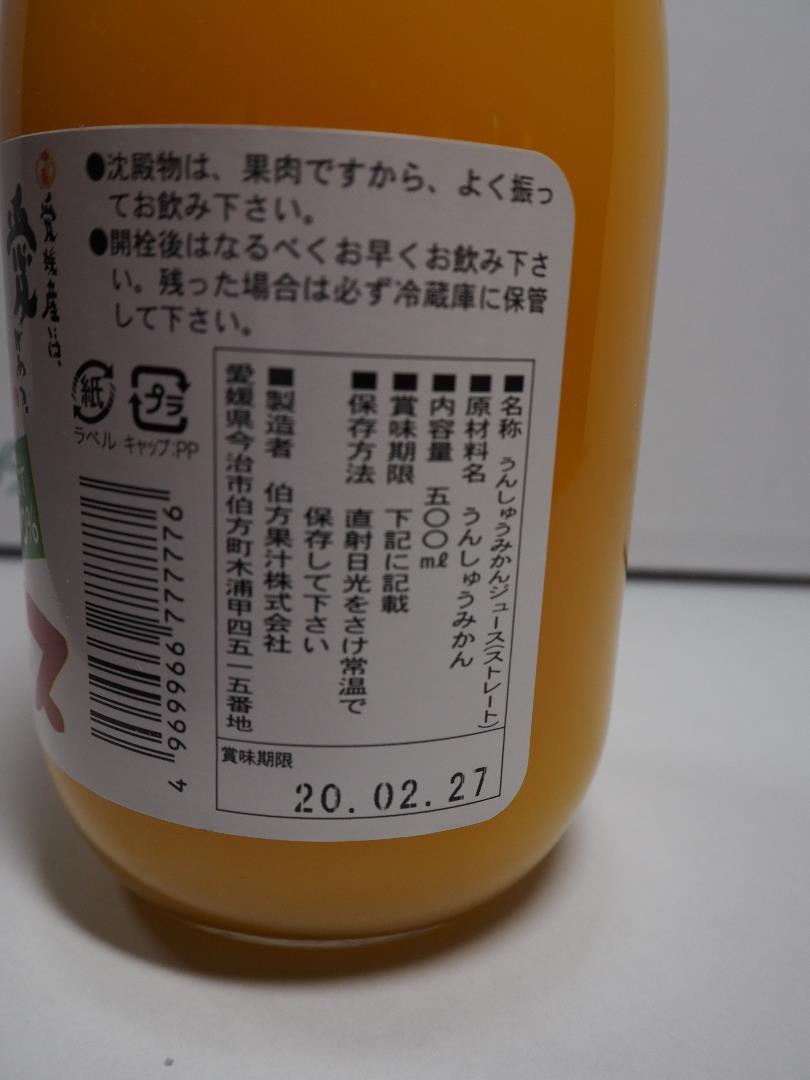 ●沈殿物は、果肉ですから、よく振っ
てお飲み下さい。
●開栓後はなるべくお早くお飲み下さ
い。残った場合は必ず冷蔵庫に保管
して下さい。
■名称 うんしゅうみかんジュース(ストレート)
■原材料名 うんしゅうみかん
■内容量 五〇〇㎖
■賞味期限 下記に記載
■保存方法 直射日光をさけ常温で
保存して下さい
■製造者 伯方果汁株式会社
愛媛県今治市伯方町木浦甲四五一五番地
賞味期限
20.02.27
紙
ラベル
プラ
キャップ:PP
愛媛産には、
愛
%
ス